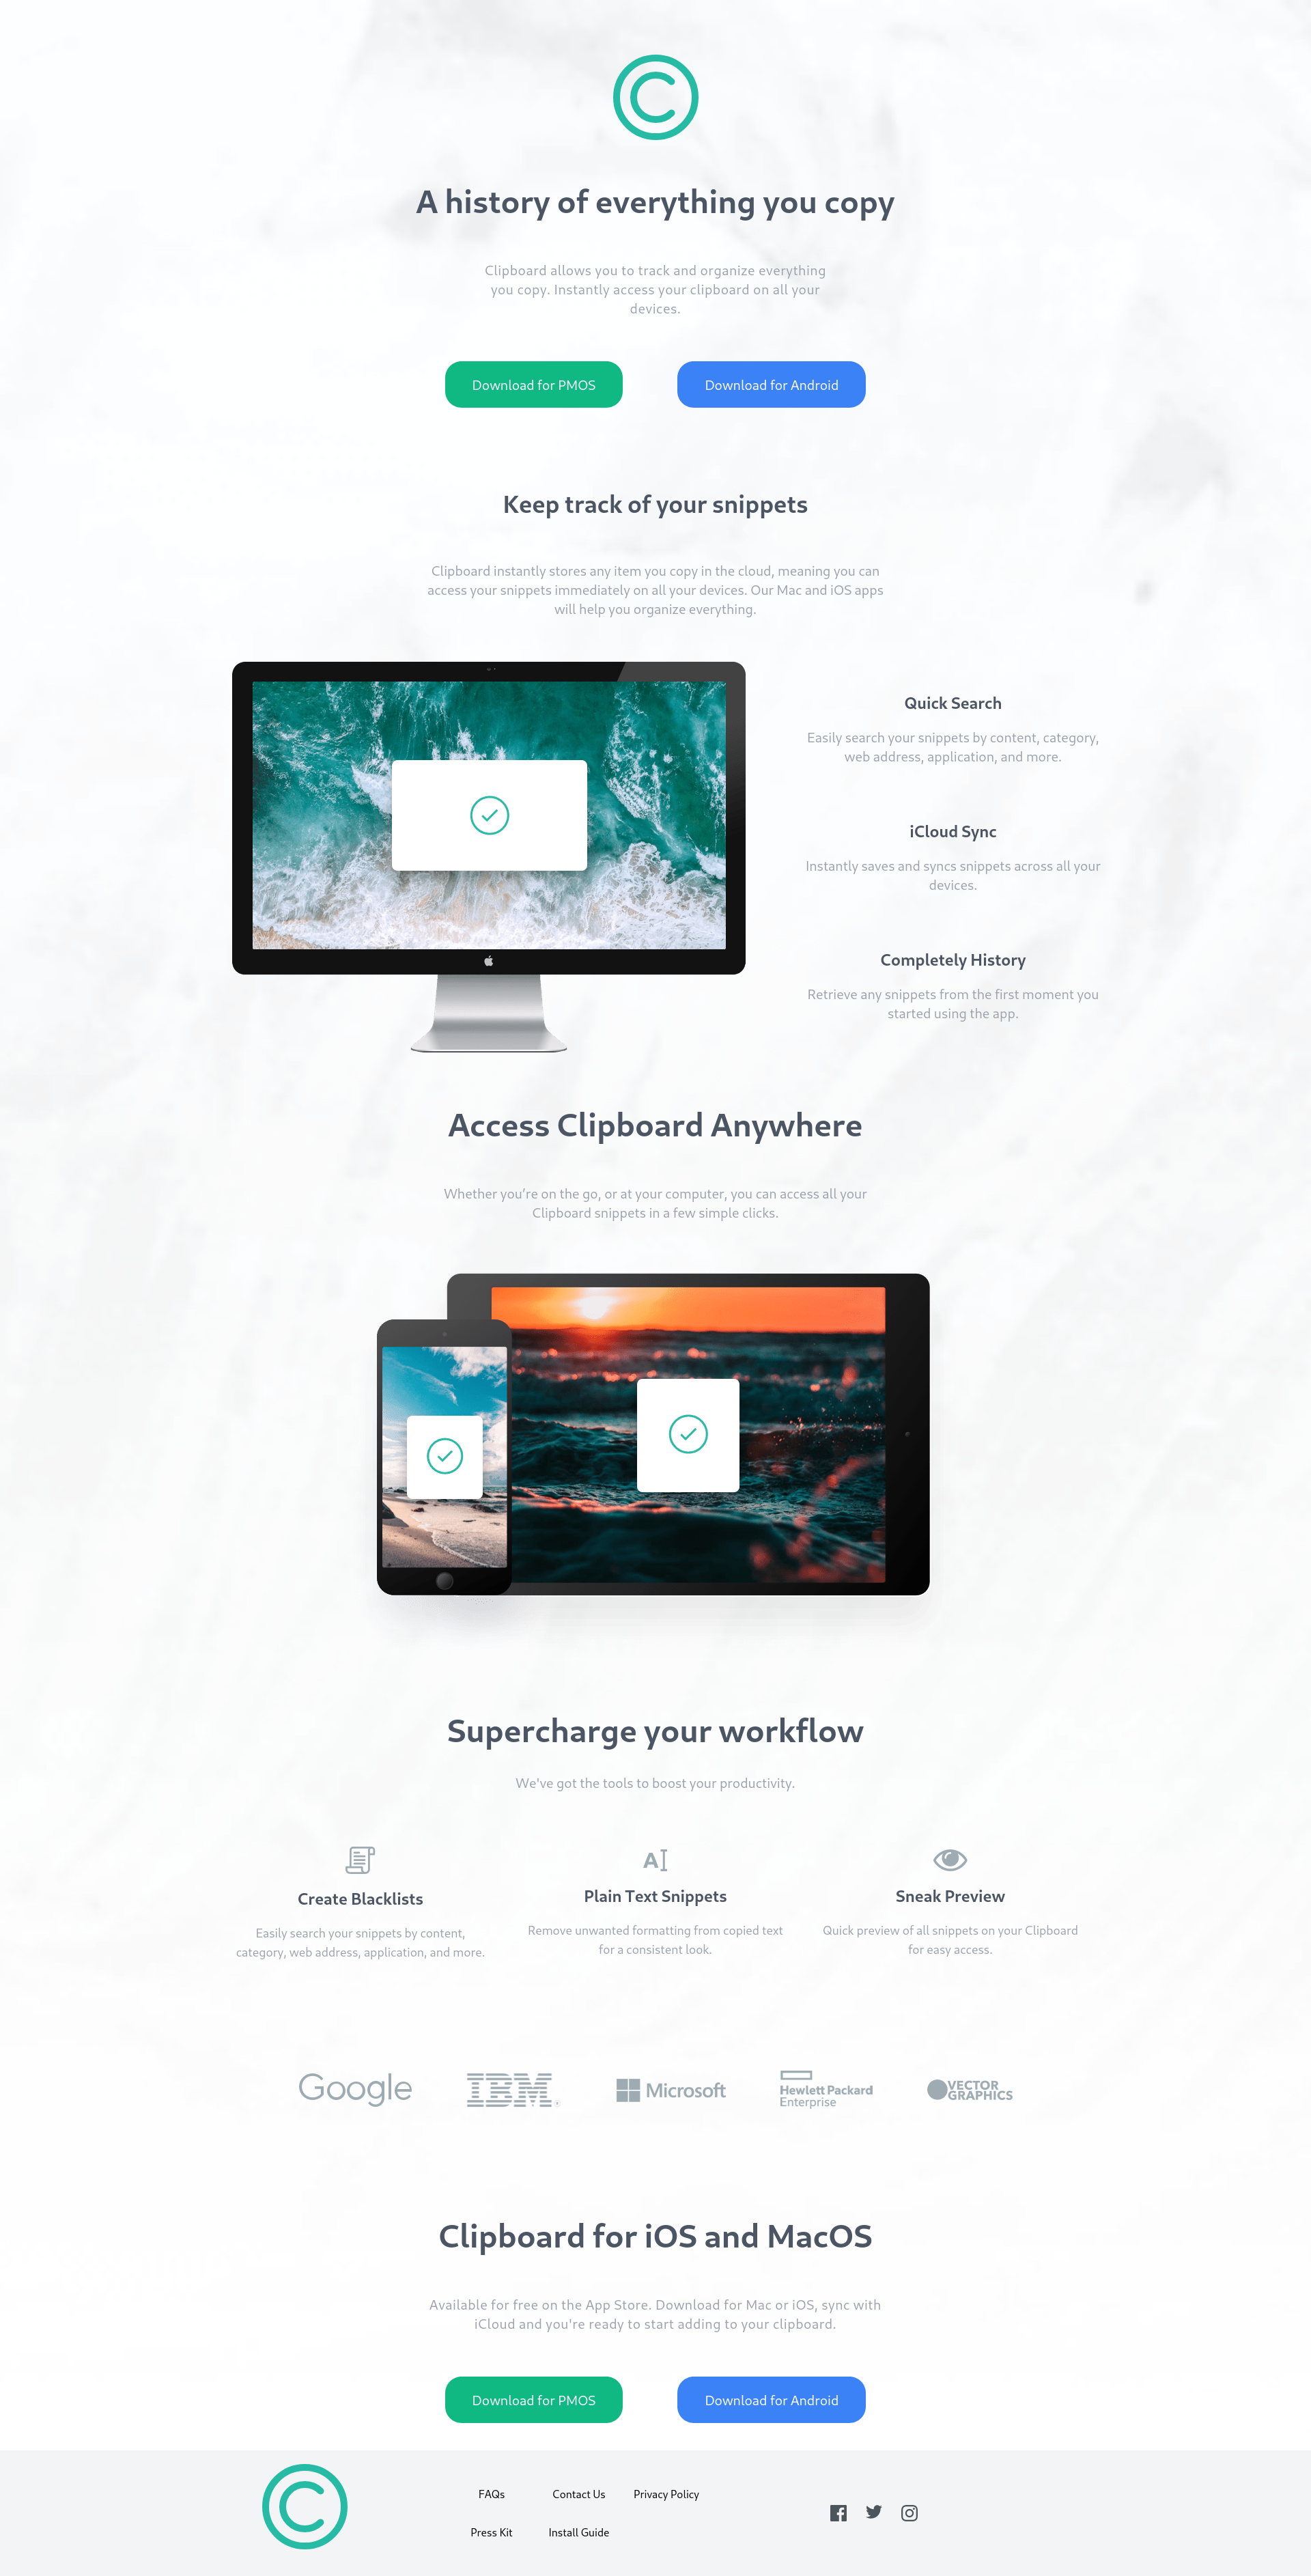 A history of everything you copy
Clipboard allows you to track and organize everything
you copy. Instantly access your clipboard on all your
devices.
Download for PMOS
Download for Android
Keep track of your snippets
Clipboard instantly stores any item you copy in the cloud, meaning you can
access your snippets immediately on all your devices. Our Mac and iOS apps
will help you organize everything.
Quick Search
Easily search your snippets by content, category,
web address, application, and more.
iCloud Sync
Instantly saves and syncs snippets across all your
devices.
Completely History
Retrieve any snippets from the first moment you
started using the app.
Access Clipboard Anywhere
Whether you’re on the go, or at your computer, you can access all your
Clipboard snippets in a few simple clicks.
Supercharge your workflow
We've got the tools to boost your productivity.
Create Blacklists
Easily search your snippets by content,
category, web address, application, and more.
Plain Text Snippets
Remove unwanted formatting from copied text
for a consistent look.
Sneak Preview
Quick preview of all snippets on your Clipboard
for easy access.
Google
IBM
Microsoft
Hewlett Packard
Enterprise
VECTOR
GRAPHICS
Clipboard for iOS and MacOS
Available for free on the App Store. Download for Mac or iOS, sync with
iCloud and you're ready to start adding to your clipboard.
Download for PMOS
Download for Android
FAQs
Contact Us
Privacy Policy
Press Kit
Install Guide